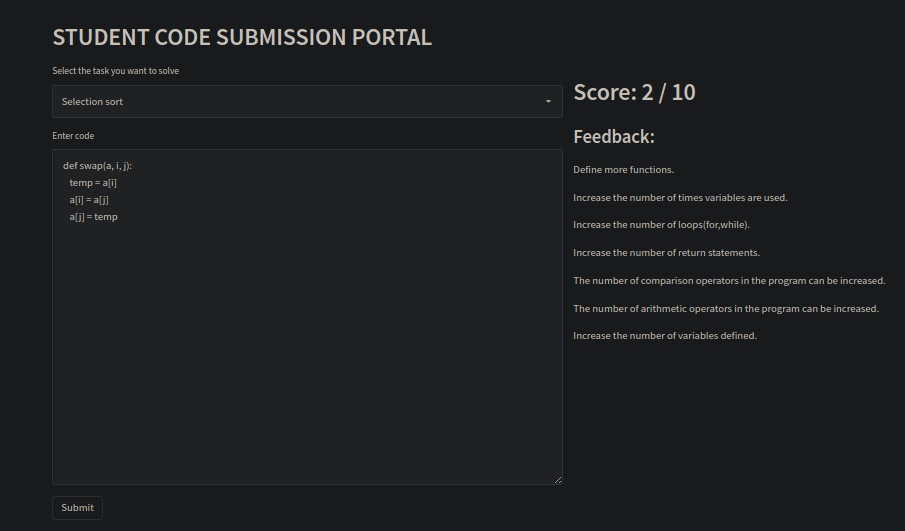 STUDENT CODE SUBMISSION PORTAL
Select the task you want to solve
Selection sort
Enter code
def swap(a, i, j):
temp = a[i]
a[i] = a[j]
a[j] = temp
Submit
Score: 2 / 10
Feedback:
Define more functions.
Increase the number of times variables are used.
Increase the number of loops(for,while).
Increase the number of return statements.
The number of comparison operators in the program can be increased.
The number of arithmetic operators in the program can be increased.
Increase the number of variables defined.